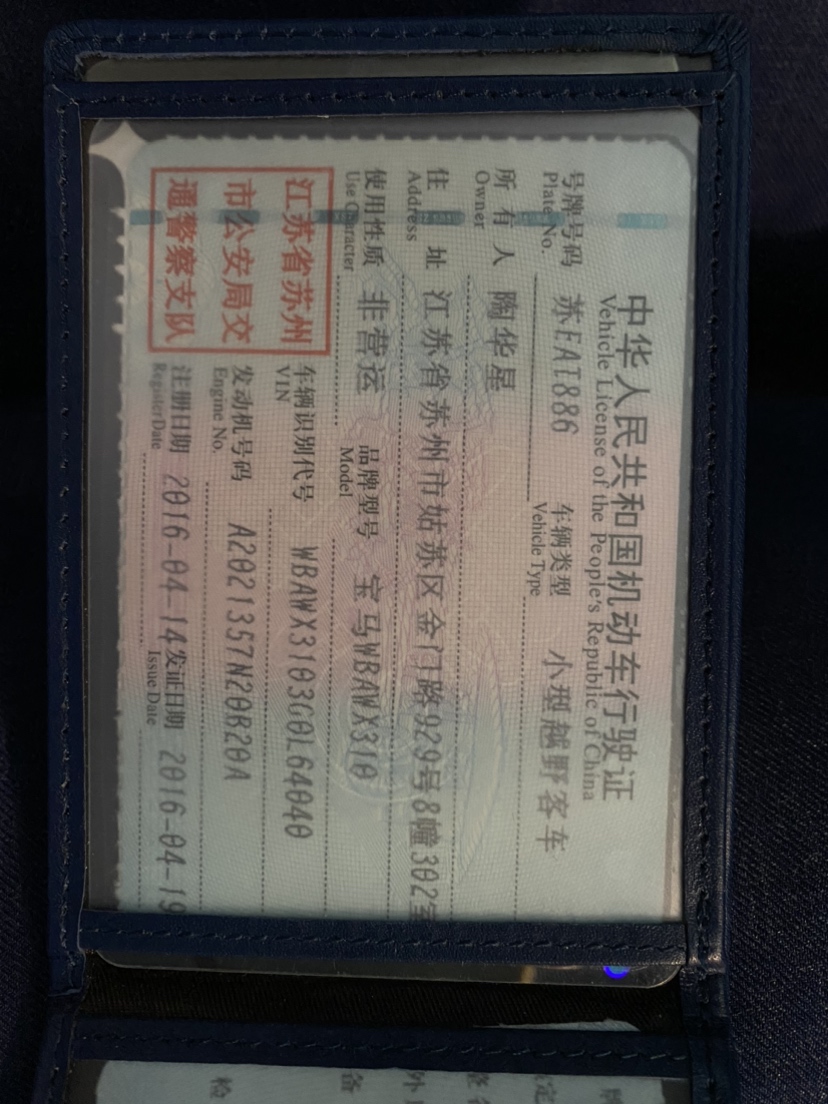 中华人民共和国机动车行驶证
Vehicle License of the People's Republic of China
号牌号码 苏EAT886 车辆类型 小型越野客车
Plate No. Vehicle Type
所有人 陶华星
Owner
住址 江苏省苏州市姑苏区金门路929号8幢302室
Address
使用性质 非营运 品牌型号 宝马WBAWX310
Use Character Model
江苏省苏州
市公安局交
通警察支队
车辆识别代号 WBAWX3103G0L64040
VIN
发动机号码 A2021357N20B20A
Engine No.
注册日期 2016-04-14 发证日期 2016-04-19
Register Date Issue Date